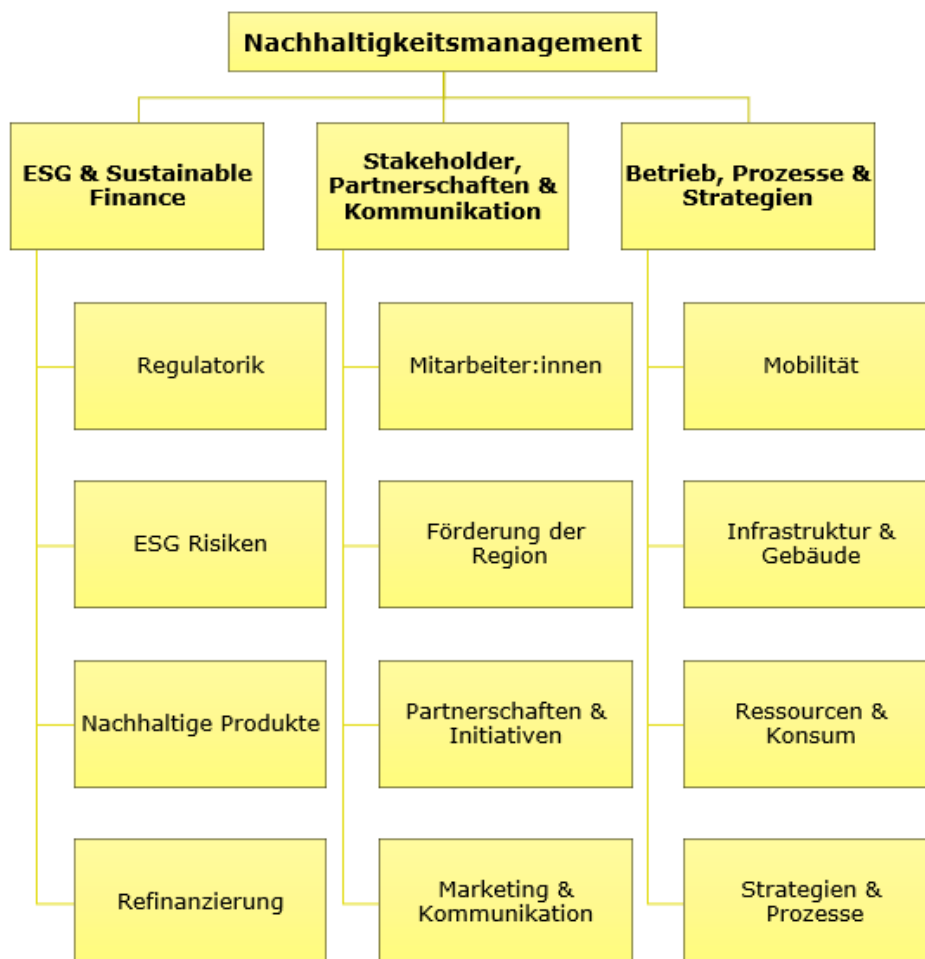 Nachhaltigkeitsmanagement
ESG & Sustainable
Finance
Stakeholder,
Partnerschaften &
Kommunikation
Betrieb, Prozesse &
Strategien
Regulatorik
Mitarbeiter:innen
Mobilität
ESG Risiken
Förderung der
Region
Infrastruktur &
Gebäude
Nachhaltige Produkte
Partnerschaften &
Initiativen
Ressourcen &
Konsum
Refinanzierung
Marketing &
Kommunikation
Strategien &
Prozesse